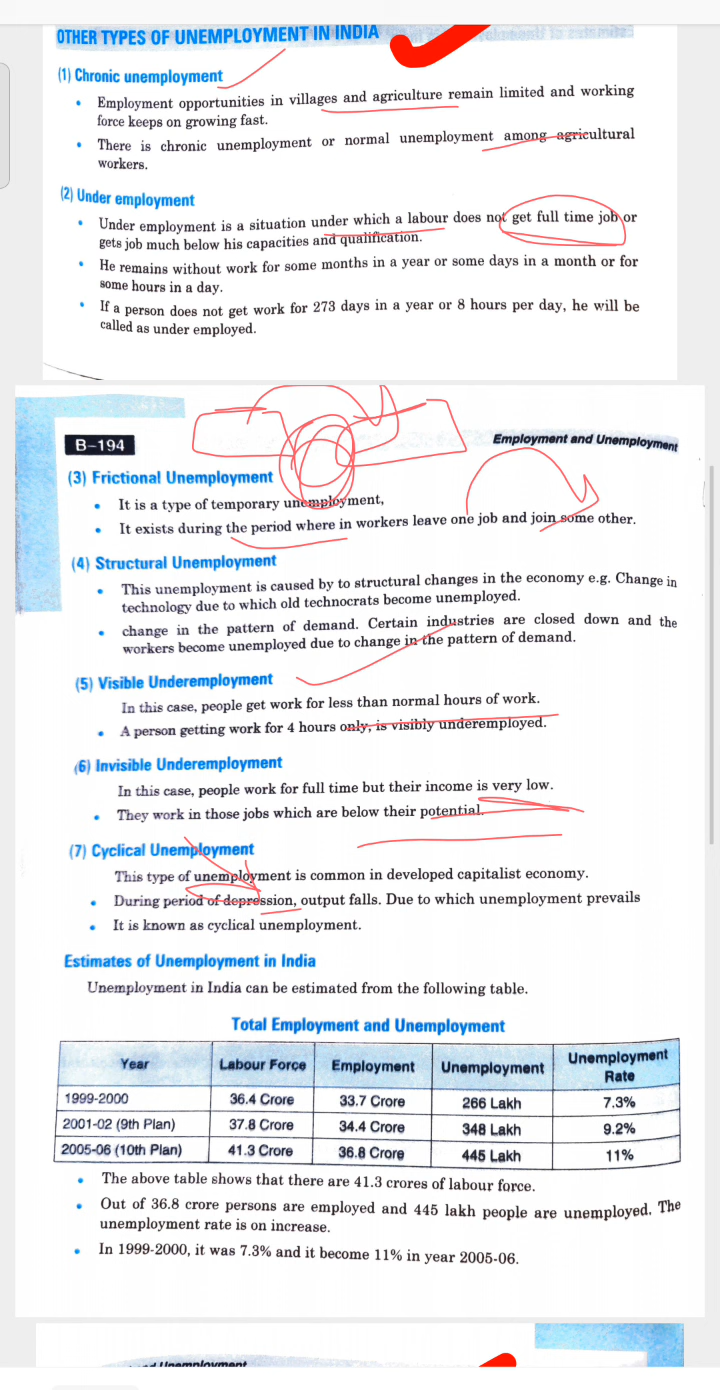 OTHER TYPES OF UNEMPLOYMENT IN INDIA
(1) Chronic unemployment
• Employment opportunities in villages and agriculture remain limited and working
force keeps on growing fast.
• There is chronic unemployment or normal unemployment among agricultural
workers.
(2) Under employment
• Under employment is a situation under which a labour does not get full time job or
gets job much below his capacities and qualification.
• He remains without work for some months in a year or some days in a month or for
some hours in a day.
• If a person does not get work for 273 days in a year or 8 hours per day, he will be
called as under employed.
B–194
Employment and Unemployment
(3) Frictional Unemployment
• It is a type of temporary unemployment,
• It exists during the period where in workers leave one job and join some other.
(4) Structural Unemployment
• This unemployment is caused by to structural changes in the economy e.g. Change in
technology due to which old technocrats become unemployed.
• change in the pattern of demand. Certain industries are closed down and the
workers become unemployed due to change in the pattern of demand.
(5) Visible Underemployment
In this case, people get work for less than normal hours of work.
• A person getting work for 4 hours only, is visibly underemployed.
(6) Invisible Underemployment
In this case, people work for full time but their income is very low.
• They work in those jobs which are below their potential.
(7) Cyclical Unemployment
This type of unemployment is common in developed capitalist economy.
• During period of depression, output falls. Due to which unemployment prevails
• It is known as cyclical unemployment.
Estimates of Unemployment in India
Unemployment in India can be estimated from the following table.
Total Employment and Unemployment
Year Labour Force Employment Unemployment Unemployment
Rate
1999-2000 36.4 Crore 33.7 Crore 266 Lakh 7.3%
2001-02 (9th Plan) 37.8 Crore 34.4 Crore 348 Lakh 9.2%
2005-06 (10th Plan) 41.3 Crore 36.8 Crore 445 Lakh 11%
• The above table shows that there are 41.3 crores of labour force.
• Out of 36.8 crore persons are employed and 445 lakh people are unemployed. The
unemployment rate is on increase.
• In 1999-2000, it was 7.3% and it become 11% in year 2005-06.